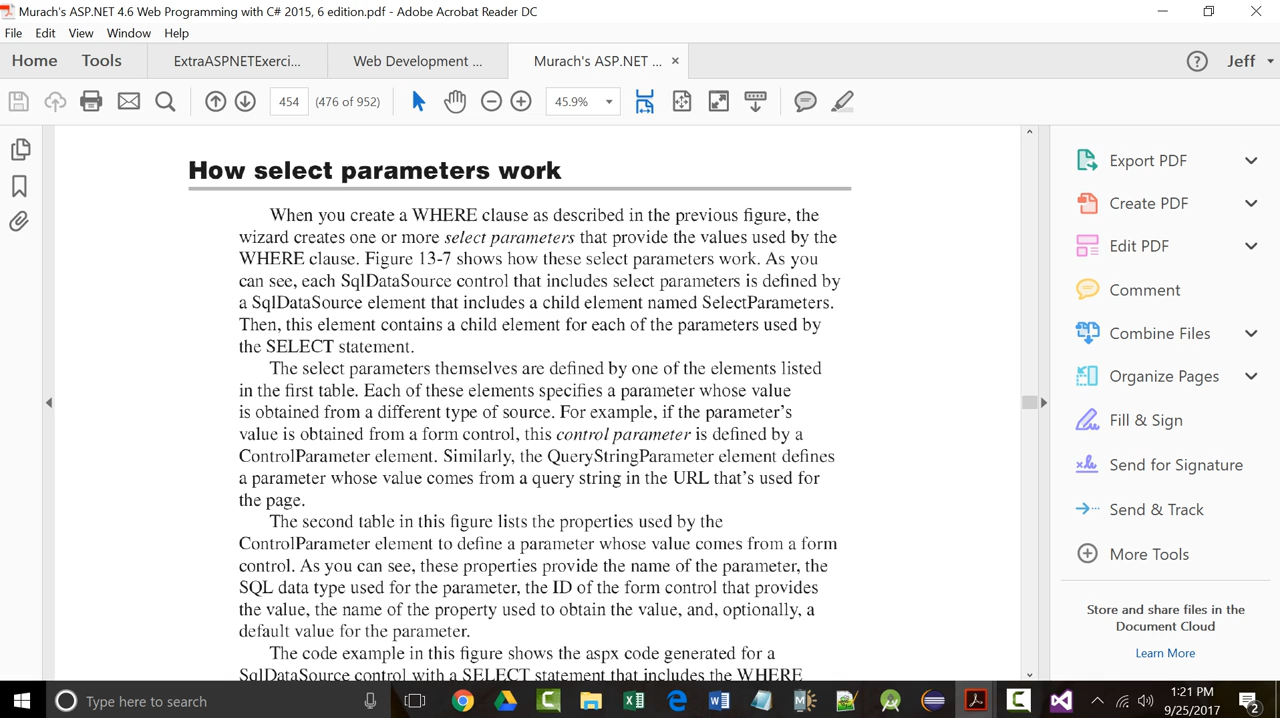 Murach's ASP.NET 4.6 Web Programming with C# 2015, 6 edition.pdf - Adobe Acrobat Reader DC
File Edit View Window Help
Home Tools ExtraASPNETExerci... Web Development ... Murach's ASP.NET ... × ? Jeff
454 (476 of 952) 45.9%
How select parameters work
When you create a WHERE clause as described in the previous figure, the
wizard creates one or more select parameters that provide the values used by the
WHERE clause. Figure 13-7 shows how these select parameters work. As you
can see, each SqlDataSource control that includes select parameters is defined by
a SqlDataSource element that includes a child element named SelectParameters.
Then, this element contains a child element for each of the parameters used by
the SELECT statement.
The select parameters themselves are defined by one of the elements listed
in the first table. Each of these elements specifies a parameter whose value
is obtained from a different type of source. For example, if the parameter's
value is obtained from a form control, this control parameter is defined by a
ControlParameter element. Similarly, the QueryStringParameter element defines
a parameter whose value comes from a query string in the URL that's used for
the page.
The second table in this figure lists the properties used by the
ControlParameter element to define a parameter whose value comes from a form
control. As you can see, these properties provide the name of the parameter, the
SQL data type used for the parameter, the ID of the form control that provides
the value, the name of the property used to obtain the value, and, optionally, a
default value for the parameter.
The code example in this figure shows the aspx code generated for a
SqlDataSource control with a SELECT statement that includes the WHERE
Export PDF
Create PDF
Edit PDF
Comment
Combine Files
Organize Pages
Fill & Sign
Send for Signature
Send & Track
More Tools
Store and share files in the
Document Cloud
Learn More
Type here to search
1:21 PM
9/25/2017
2